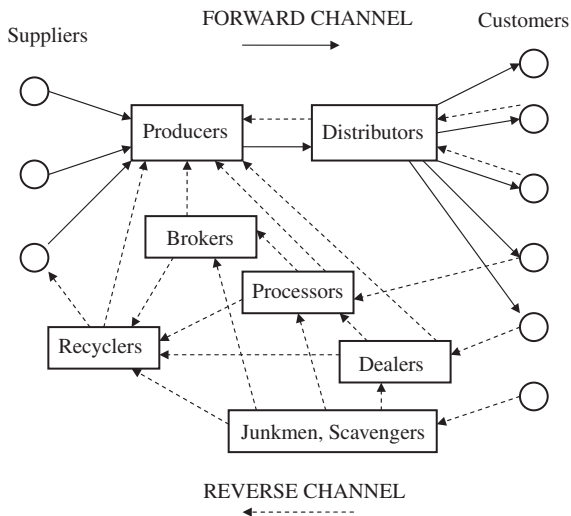 FORWARD CHANNEL
Suppliers
Customers
Producers
Distributors
Brokers
Processors
Recyclers
Dealers
Junkmen, Scavengers
REVERSE CHANNEL